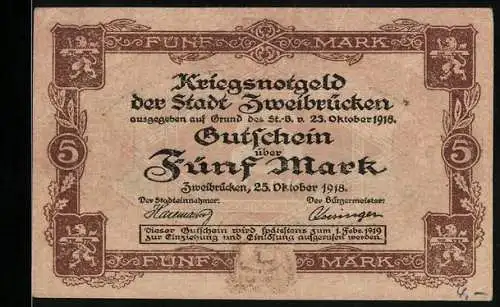 FÜNF MARK
Kriegsnotgeld
der Stadt Zweibrücken
ausgegeben auf Grund des St.-B. v. 23. Oktober 1918.
Gutschein
über
5 Fünf Mark 5
Zweibrücken, 25. Oktober 1918.
Der Stadteinnehmer: Der Bürgermeister:
Dieser Gutschein wird spätestens zum 1. Febr. 1919
zur Einziehung und Einlösung aufgerufen werden.
FÜNF MARK
4,-